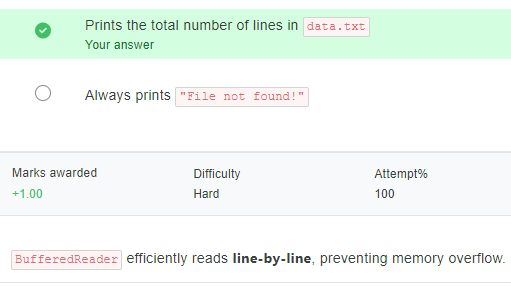 Prints the total number of lines in data.txt
Your answer
Always prints "File not found!"
Marks awarded Difficulty Attempt%
+1.00 Hard 100
BufferedReader efficiently reads line-by-line, preventing memory overflow.